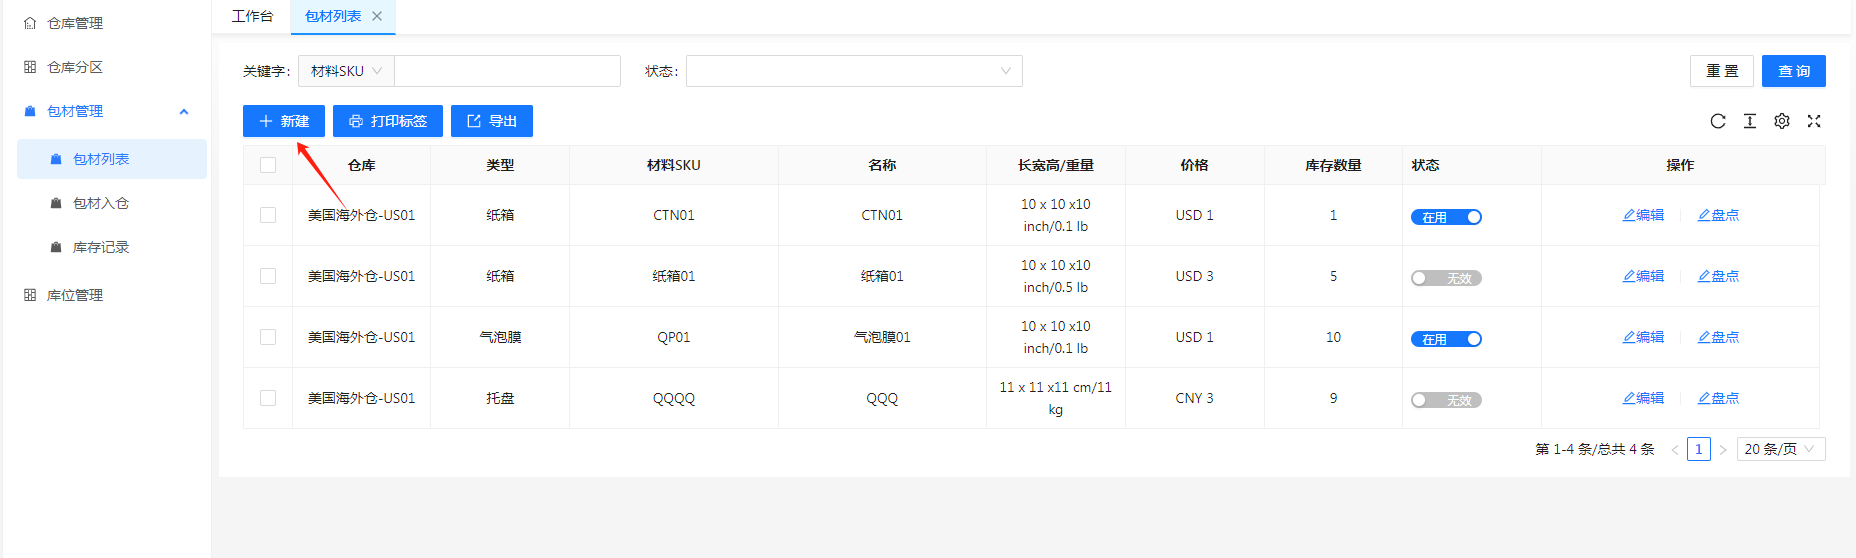 仓库管理
仓库分区
包材管理
包材列表
包材入仓
库存记录
库位管理
工作台 包材列表
关键字: 材料SKU 状态: 重 置 查 询
新建 打印标签 导出
仓库 类型 材料SKU 名称 长宽高/重量 价格 库存数量 状态 操作
美国海外仓-US01 纸箱 CTN01 CTN01 10 x 10 x10 inch/0.1 lb USD 1 1 在用 编辑 盘点
美国海外仓-US01 纸箱 纸箱01 纸箱01 10 x 10 x10 inch/0.5 lb USD 3 5 无效 编辑 盘点
美国海外仓-US01 气泡膜 QP01 气泡膜01 10 x 10 x10 inch/0.1 lb USD 1 10 在用 编辑 盘点
美国海外仓-US01 托盘 QQQQ QQQ 11 x 11 x11 cm/11 kg CNY 3 9 无效 编辑 盘点
第 1-4 条/总共 4 条 < 1 > 20 条/页